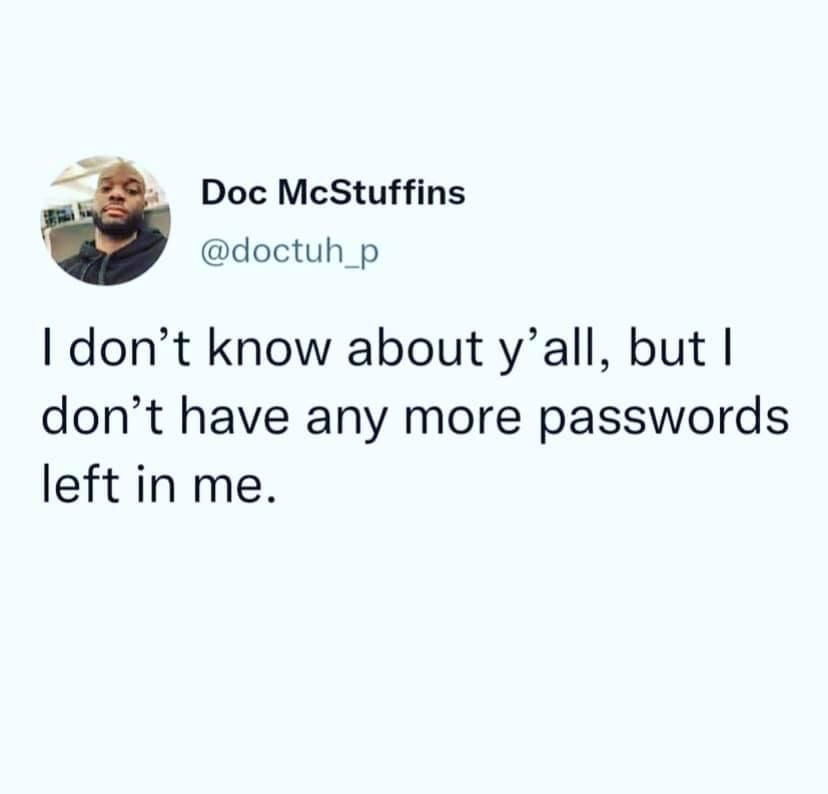 Doc McStuffins
@doctuh_p
I don’t know about y’all, but I
don’t have any more passwords
left in me.